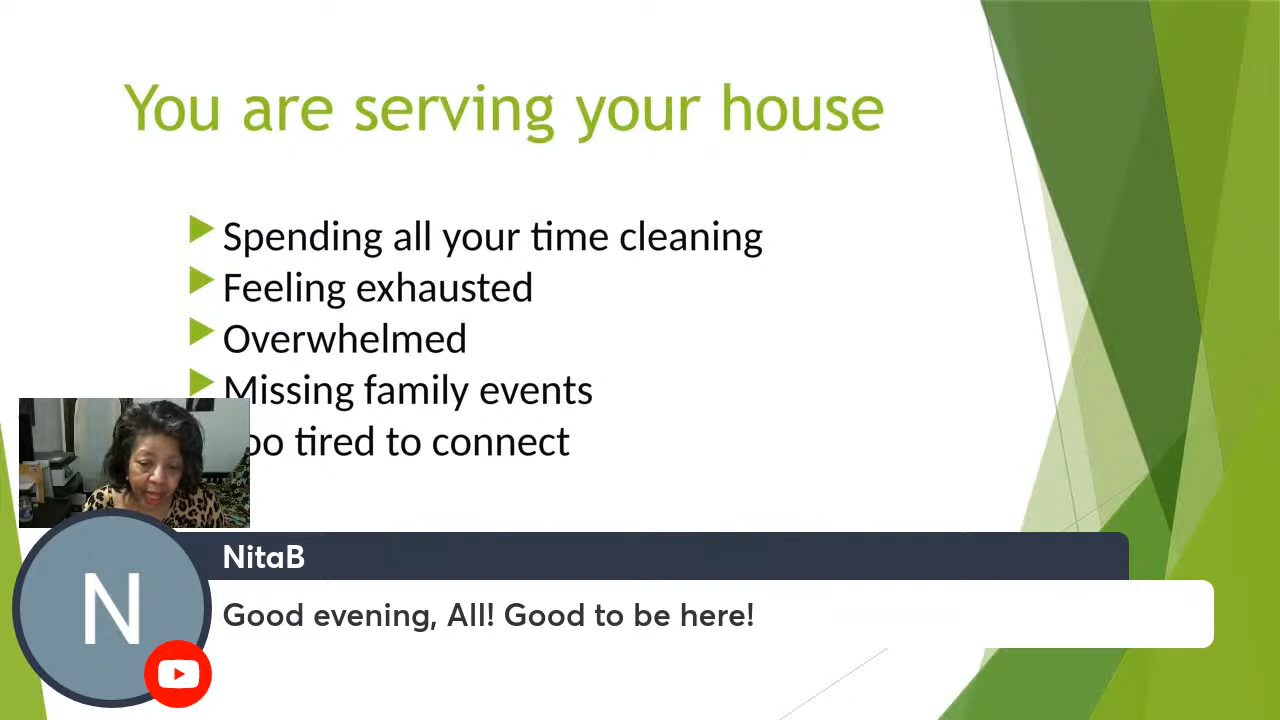 You are serving your house
Spending all your time cleaning
Feeling exhausted
Overwhelmed
Missing family events
oo tired to connect
NitaB
N
Good evening, All! Good to be here!